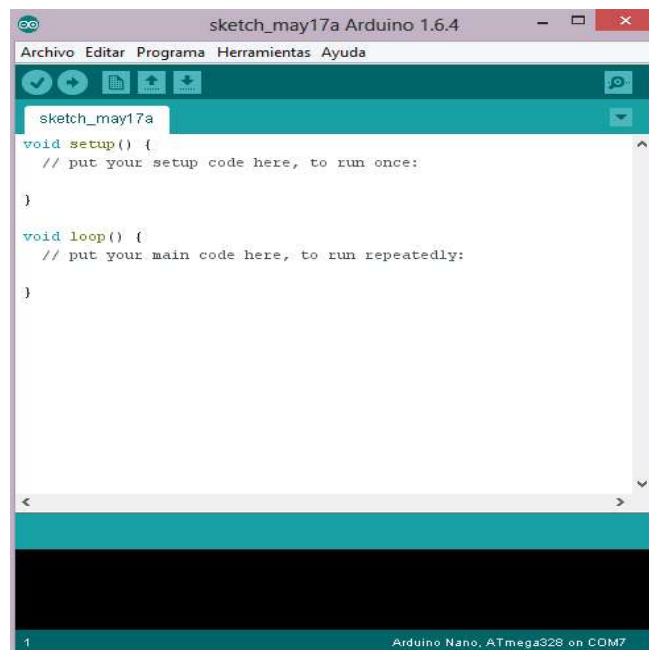 sketch_may17a Arduino 1.6.4
Archivo Editar Programa Herramientas Ayuda
sketch_may17a
void setup() {
  // put your setup code here, to run once:
}
void loop() {
  // put your main code here, to run repeatedly:
}
1 Arduino Nano, ATmega328 on COM7